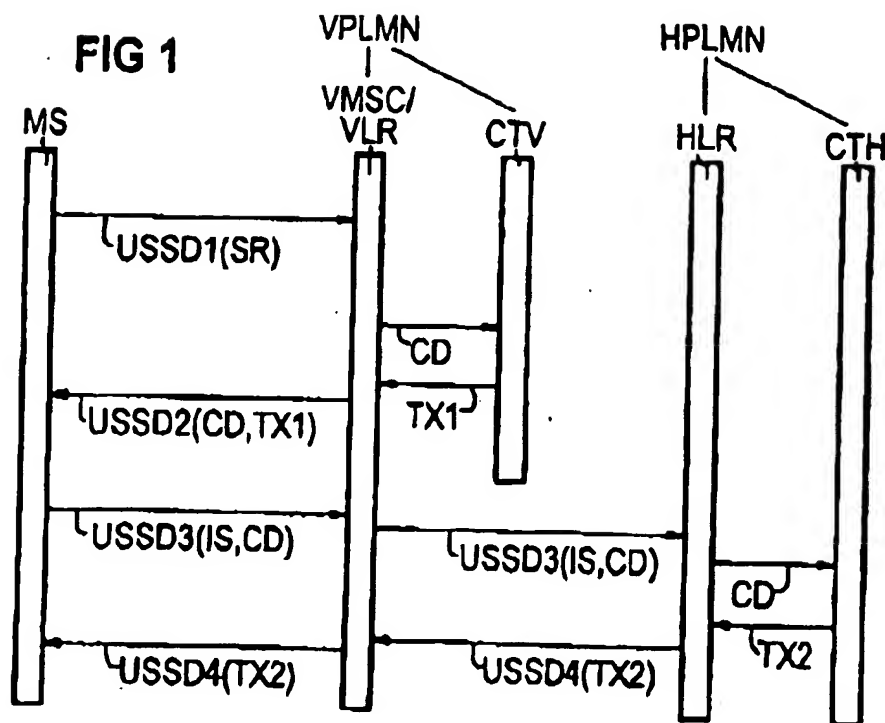 FIG 1
VPLMN
HPLMN
MS
VMSC/
VLR
CTV
HLR
CTH
USSD1(SR)
CD
TX1
USSD2(CD,TX1)
USSD3(IS,CD)
USSD3(IS,CD)
CD
TX2
USSD4(TX2)
USSD4(TX2)